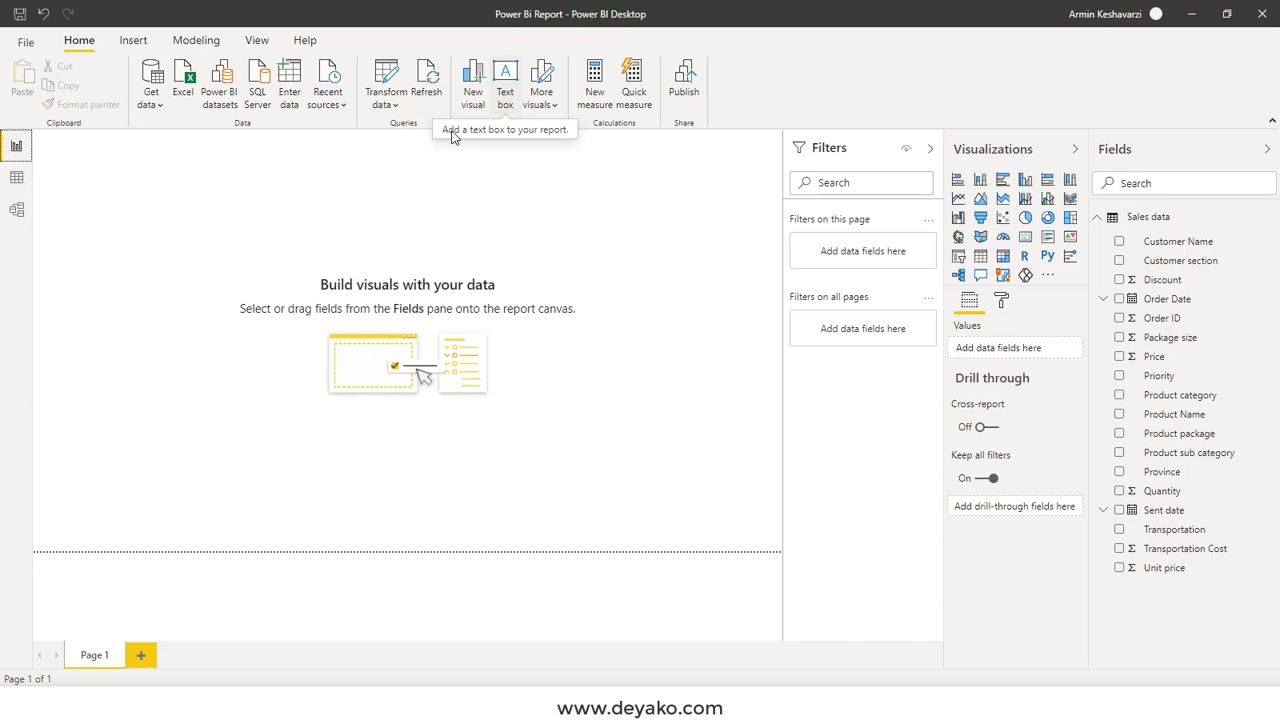 Power Bi Report - Power BI Desktop
Armin Keshavarzi
File
Home
Insert
Modeling
View
Help
Paste
Cut
Copy
Format painter
Clipboard
Get data
Excel
Power BI datasets
SQL Server
Enter data
Recent sources
Data
Transform data
Refresh
Queries
New visual
A
Text box
More visuals
New measure
Quick measure
Calculations
Publish
Share
Add a text box to your report.
Build visuals with your data
Select or drag fields from the Fields pane onto the report canvas.
Filters
Search
Filters on this page
...
Add data fields here
Filters on all pages
...
Add data fields here
Visualizations
R
Py
...
Values
Add data fields here
Drill through
Cross-report
Off
Keep all filters
On
Add drill-through fields here
Fields
Search
Sales data
Customer Name
Customer section
Σ Discount
Order Date
Σ Order ID
Package size
Σ Price
Priority
Product category
Product Name
Product package
Product sub category
Province
Σ Quantity
Sent date
Transportation
Σ Transportation Cost
Σ Unit price
Page 1
+
Page 1 of 1
www.deyako.com